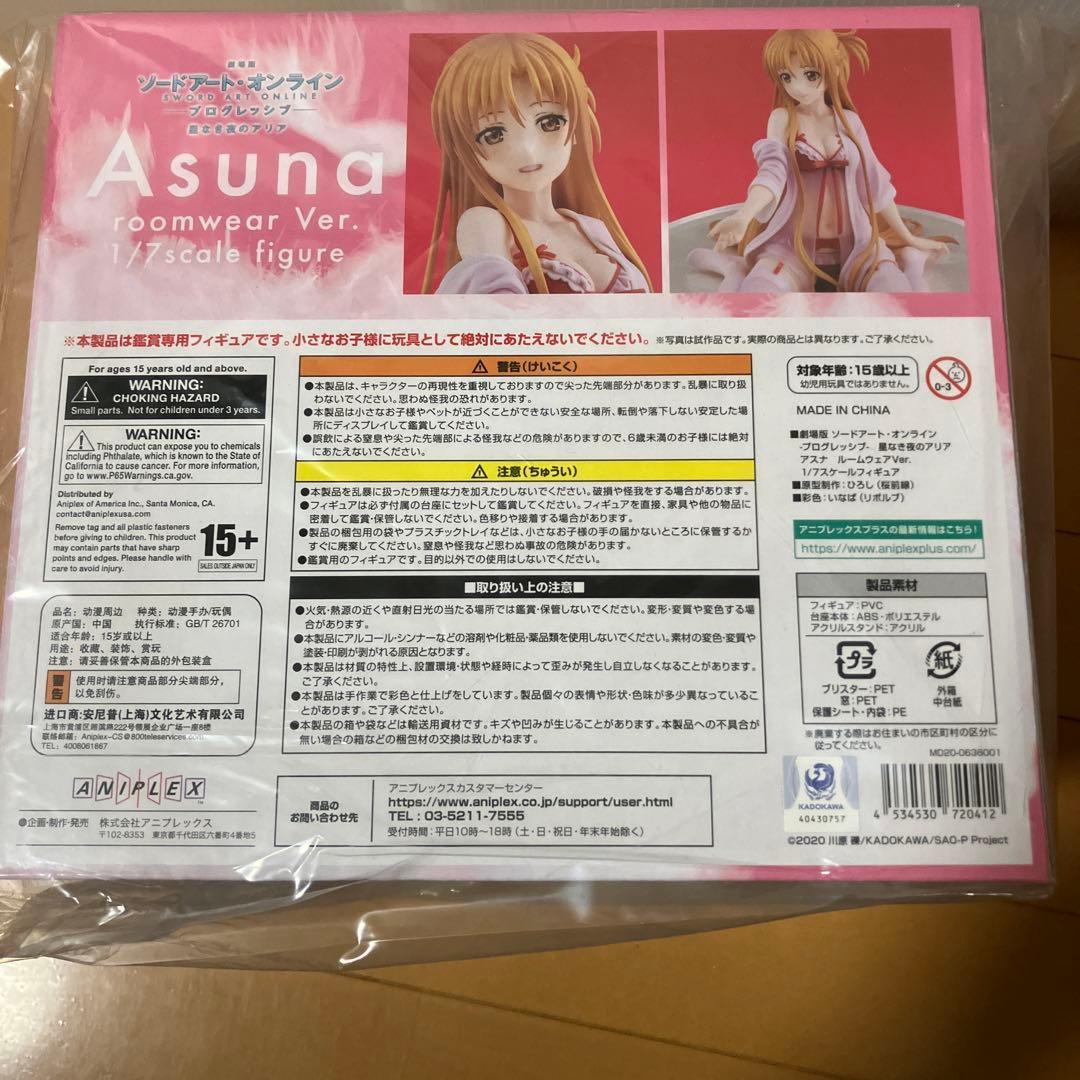 劇場版
ソードアート・オンライン
SWORD ART ONLINE
プログレッシブ
星なき夜のアリア
Asuna
roomwear Ver.
1/7scale figure
※本製品は鑑賞専用フィギュアです。小さなお子様に玩具として絶対にあたえないでください。 ※写真は試作品です。実際の商品とは異なります。ご了承ください。
For ages 15 years old and above.
WARNING:
CHOKING HAZARD
Small parts. Not for children under 3 years.
WARNING:
This product can expose you to chemicals
including Phthalate, which is known to the State of
California to cause cancer. For more information,
go to www.P65Warnings.ca.gov.
Distributed by
Aniplex of America Inc., Santa Monica, CA.
contact@aniplexusa.com
Remove tag and all plastic fasteners
before giving to children. This product
may contain parts that have sharp
points and edges. Please handle with
care to avoid injury.
15+
SALES OUTSIDE JAPAN ONLY
品名：动漫周边 种类：动漫手办/玩偶
原产国：中国 执行标准：GB/T 26701
适合年龄：15岁或以上
用途：收藏、装饰、赏玩
注意：请妥善保管本商品的外包装盒
警告
使用时请注意商品部分尖端部分，
以免刮伤。
进口商：安尼普(上海)文化艺术有限公司
上海市黄浦区湖滨路222号领展企业广场一座8楼
联络邮箱：Aniplex-CS@800teleservices.com
TEL：4008061867
ANIPLEX
●企画・制作・発売 株式会社アニプレックス
〒102-8353 東京都千代田区六番町4番地5
警告(けいこく)
●本製品は、キャラクターの再現性を重視しておりますので尖った先端部分があります。乱暴に取り扱
わないでください。思わぬ怪我の恐れがあります。
●本製品は小さなお子様やペットが近づくことができない安全な場所、転倒や落下しない安定した場
所にディスプレイして鑑賞してください。
●誤飲による窒息や尖った先端部による怪我などの危険がありますので、6歳未満のお子様には絶対
にあたえないでください。
注意(ちゅうい)
●本製品を乱暴に扱ったり無理な力を加えたりしないでください。破損や怪我をする場合があります。
●フィギュアは必ず付属の台座にセットして鑑賞してください。フィギュアを直接、家具や他の物品に
密着して鑑賞・保管しないでください。色移りや接着する場合があります。
●製品の梱包用の袋やプラスチックトレイなどは、小さなお子様の手の届かないところに保管するか
すぐに廃棄してください。窒息や怪我など思わぬ事故の危険があります。
●鑑賞用のフィギュアです。目的以外での使用はしないでください。
■取り扱い上の注意■
●火気・熱源の近くや直射日光の当たる場所では鑑賞・保管しないでください。変形・変質や変色する場
合があります。
●本製品にアルコール・シンナーなどの溶剤や化粧品・薬品類を使用しないでください。素材の変色・変質や
塗装・印刷が剥がれる原因となります。
●本製品は材質の特性上、設置環境・状態や経時によって歪みが発生し自立しなくなることがあります。
ご了承ください。
●本製品は手作業で彩色と仕上げをしています。製品個々の表情や形状・色味が多少異なっている
ことがあります。ご了承ください。
●本製品の箱や袋などは輸送用資材です。キズや凹みが生じることがあります。本製品への不具合が
無い場合の箱などの梱包材の交換は致しかねます。
商品の
お問い合わせ先
アニプレックスカスタマーセンター
https://www.aniplex.co.jp/support/user.html
TEL：03-5211-7555
受付時間：平日10時〜18時(土・日・祝日・年末年始除く)
対象年齢：15歳以上
幼児用玩具ではありません。
0-3
MADE IN CHINA
■劇場版 ソードアート・オンライン
-プログレッシブ- 星なき夜のアリア
アスナ ルームウェアVer.
1/7スケールフィギュア
■原型制作：ひろし(桜前線)
■彩色：いなば(リボルブ)
アニプレックスプラスの最新情報はこちら！
https://www.aniplexplus.com/
製品素材
フィギュア：PVC
台座本体：ABS・ポリエステル
アクリルスタンド：アクリル
プラ
紙
ブリスター：PET
窓：PET
保護シート・内袋：PE
外箱
中台紙
※廃棄する際はお住まいの市区町村の区分に
従ってください。
MD20-0636001
KADOKAWA
40430757
4 534530 720412
©2020 川原 礫/KADOKAWA/SAO-P Project